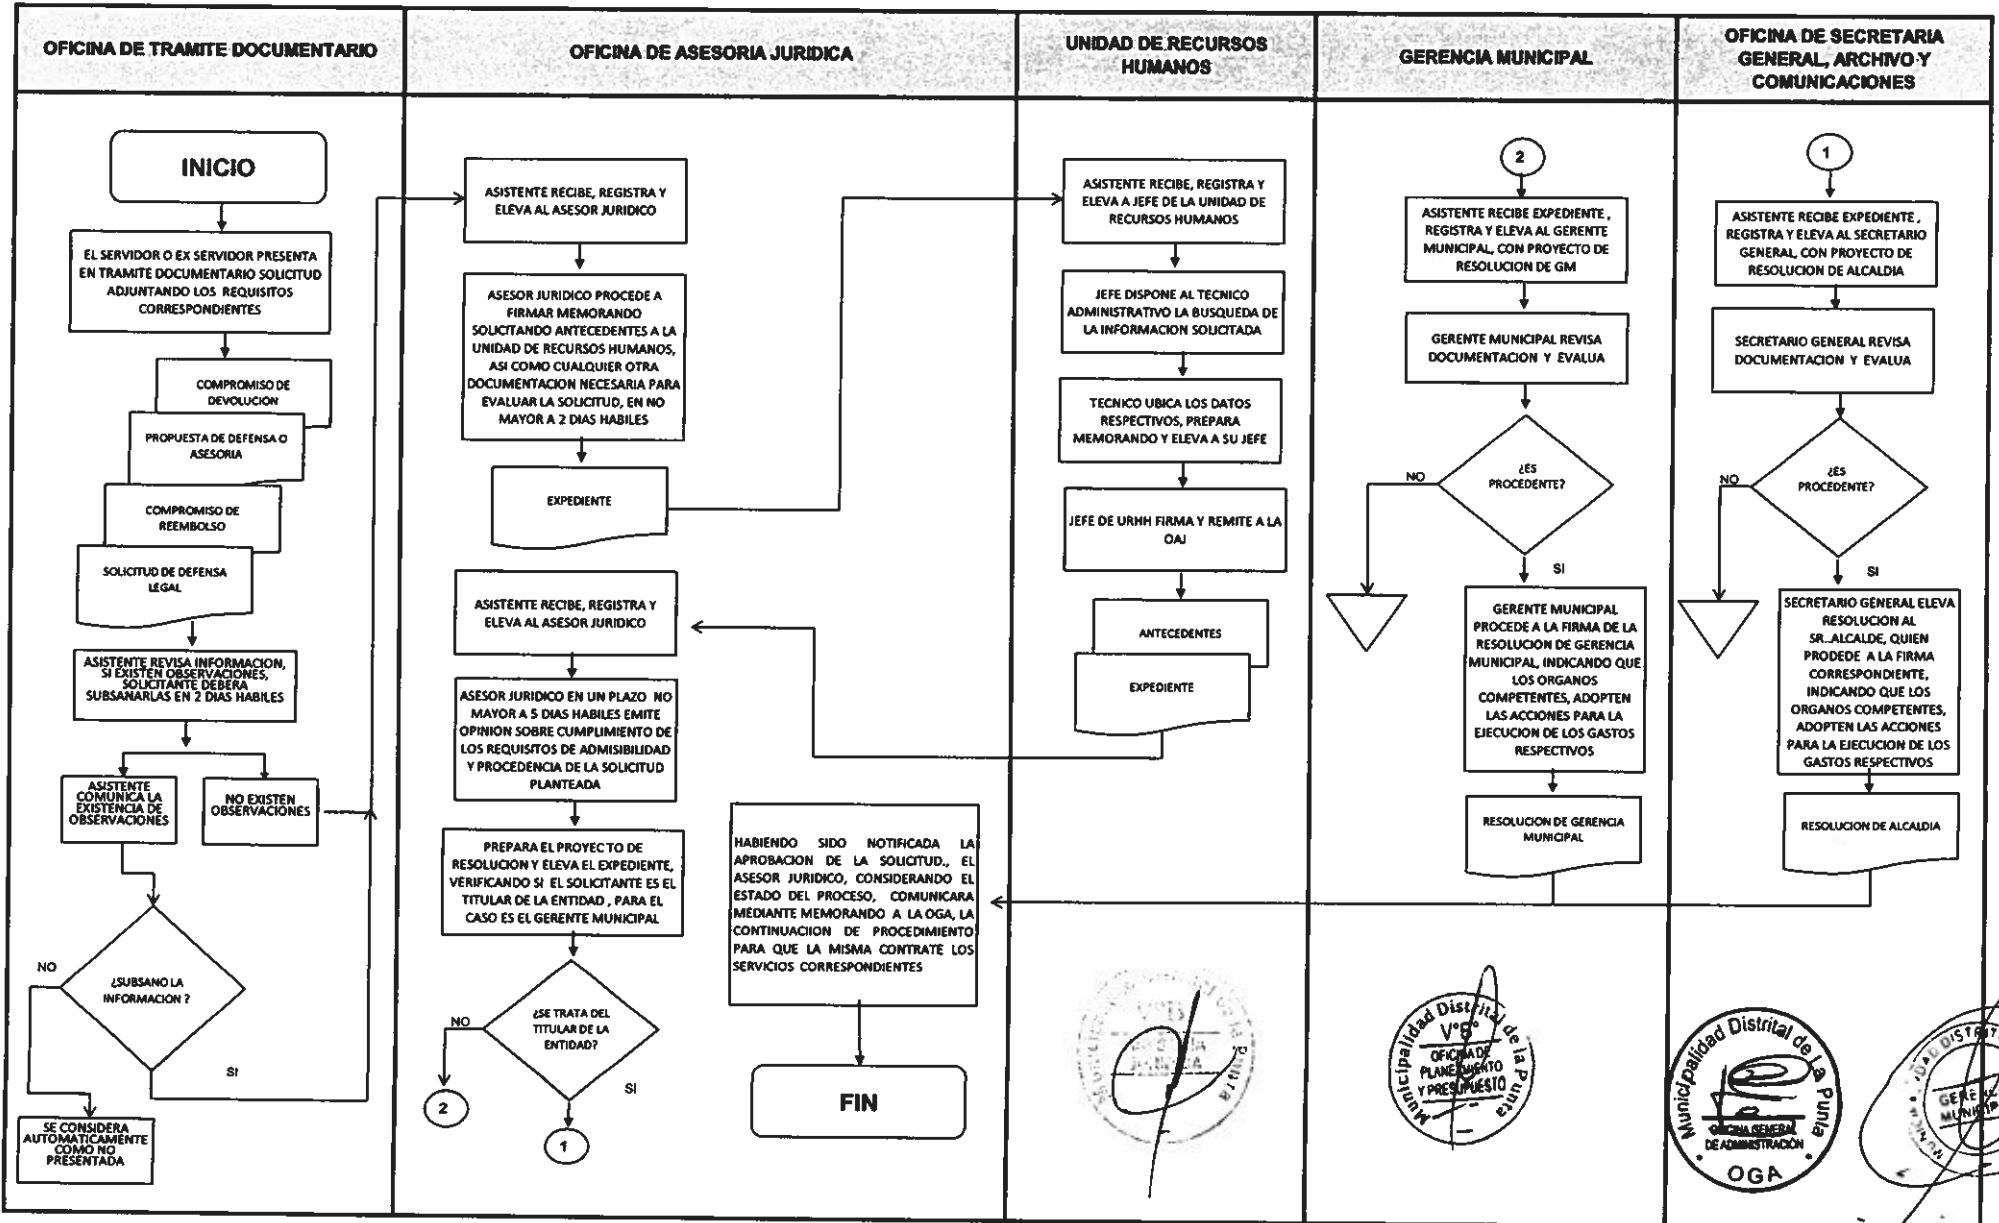 OFICINA DE TRAMITE DOCUMENTARIO
OFICINA DE ASESORIA JURIDICA
UNIDAD DE RECURSOS
HUMANOS
GERENCIA MUNICIPAL
OFICINA DE SECRETARIA
GENERAL, ARCHIVO Y
COMUNICACIONES
INICIO
EL SERVIDOR O EX SERVIDOR PRESENTA
EN TRAMITE DOCUMENTARIO SOLICITUD
ADJUNTANDO LOS REQUISITOS
CORRESPONDIENTES
COMPROMISO DE
DEVOLUCION
PROPUESTA DE DEFENSA O
ASESORIA
COMPROMISO DE
REEMBOLSO
SOLICITUD DE DEFENSA
LEGAL
ASISTENTE REVISA INFORMACION,
SI EXISTEN OBSERVACIONES,
SOLICITANTE DEBERA
SUBSANARLAS EN 2 DIAS HABILES
ASISTENTE
COMUNICA LA
EXISTENCIA DE
OBSERVACIONES
NO EXISTEN
OBSERVACIONES
¿SUBSANO LA
INFORMACION ?
NO
SI
SE CONSIDERA
AUTOMATICAMENTE
COMO NO
PRESENTADA
ASISTENTE RECIBE, REGISTRA Y
ELEVA AL ASESOR JURIDICO
ASESOR JURIDICO PROCEDE A
FIRMAR MEMORANDO
SOLICITANDO ANTECEDENTES A LA
UNIDAD DE RECURSOS HUMANOS,
ASI COMO CUALQUIER OTRA
DOCUMENTACION NECESARIA PARA
EVALUAR LA SOLICITUD, EN NO
MAYOR A 2 DIAS HABILES
EXPEDIENTE
ASISTENTE RECIBE, REGISTRA Y
ELEVA AL ASESOR JURIDICO
ASESOR JURIDICO EN UN PLAZO NO
MAYOR A 5 DIAS HABILES EMITE
OPINION SOBRE CUMPLIMIENTO DE
LOS REQUISITOS DE ADMISIBILIDAD
Y PROCEDENCIA DE LA SOLICITUD
PLANTEADA
PREPARA EL PROYECTO DE
RESOLUCION Y ELEVA EL EXPEDIENTE,
VERIFICANDO SI EL SOLICITANTE ES EL
TITULAR DE LA ENTIDAD , PARA EL
CASO ES EL GERENTE MUNICIPAL
¿SE TRATA DEL
TITULAR DE LA
ENTIDAD?
NO
SI
2
1
HABIENDO SIDO NOTIFICADA LA
APROBACION DE LA SOLICITUD., EL
ASESOR JURIDICO, CONSIDERANDO EL
ESTADO DEL PROCESO, COMUNICARA
MEDIANTE MEMORANDO A LA OGA, LA
CONTINUACIION DE PROCEDIMIENTO
PARA QUE LA MISMA CONTRATE LOS
SERVICIOS CORRESPONDIENTES
FIN
ASISTENTE RECIBE, REGISTRA Y
ELEVA A JEFE DE LA UNIDAD DE
RECURSOS HUMANOS
JEFE DISPONE AL TECNICO
ADMINISTRATIVO LA BUSQUEDA DE
LA INFORMACION SOLICITADA
TECNICO UBICA LOS DATOS
RESPECTIVOS, PREPARA
MEMORANDO Y ELEVA A SU JEFE
JEFE DE URHH FIRMA Y REMITE A LA
OAJ
ANTECEDENTES
EXPEDIENTE
2
ASISTENTE RECIBE EXPEDIENTE ,
REGISTRA Y ELEVA AL GERENTE
MUNICIPAL, CON PROYECTO DE
RESOLUCION DE GM
GERENTE MUNICIPAL REVISA
DOCUMENTACION Y EVALUA
¿ES
PROCEDENTE?
NO
SI
GERENTE MUNICIPAL
PROCEDE A LA FIRMA DE LA
RESOLUCION DE GERENCIA
MUNICIPAL, INDICANDO QUE
LOS ORGANOS
COMPETENTES, ADOPTEN
LAS ACCIONES PARA LA
EJECUCION DE LOS GASTOS
RESPECTIVOS
RESOLUCION DE GERENCIA
MUNICIPAL
1
ASISTENTE RECIBE EXPEDIENTE ,
REGISTRA Y ELEVA AL SECRETARIO
GENERAL, CON PROYECTO DE
RESOLUCION DE ALCALDIA
SECRETARIO GENERAL REVISA
DOCUMENTACION Y EVALUA
¿ES
PROCEDENTE?
NO
SI
SECRETARIO GENERAL ELEVA
RESOLUCION AL
SR..ALCALDE, QUIEN
PRODEDE A LA FIRMA
CORRESPONDIENTE,
INDICANDO QUE LOS
ORGANOS COMPETENTES,
ADOPTEN LAS ACCIONES
PARA LA EJECUCION DE LOS
GASTOS RESPECTIVOS
RESOLUCION DE ALCALDIA
Municipalidad Distrital de la Punta
V°B°
OFICINA DE
PLANEAMIENTO
Y PRESUPUESTO
Municipalidad Distrital de La Punta
OFICINA GENERAL
DE ADMINISTRACIÓN
OGA